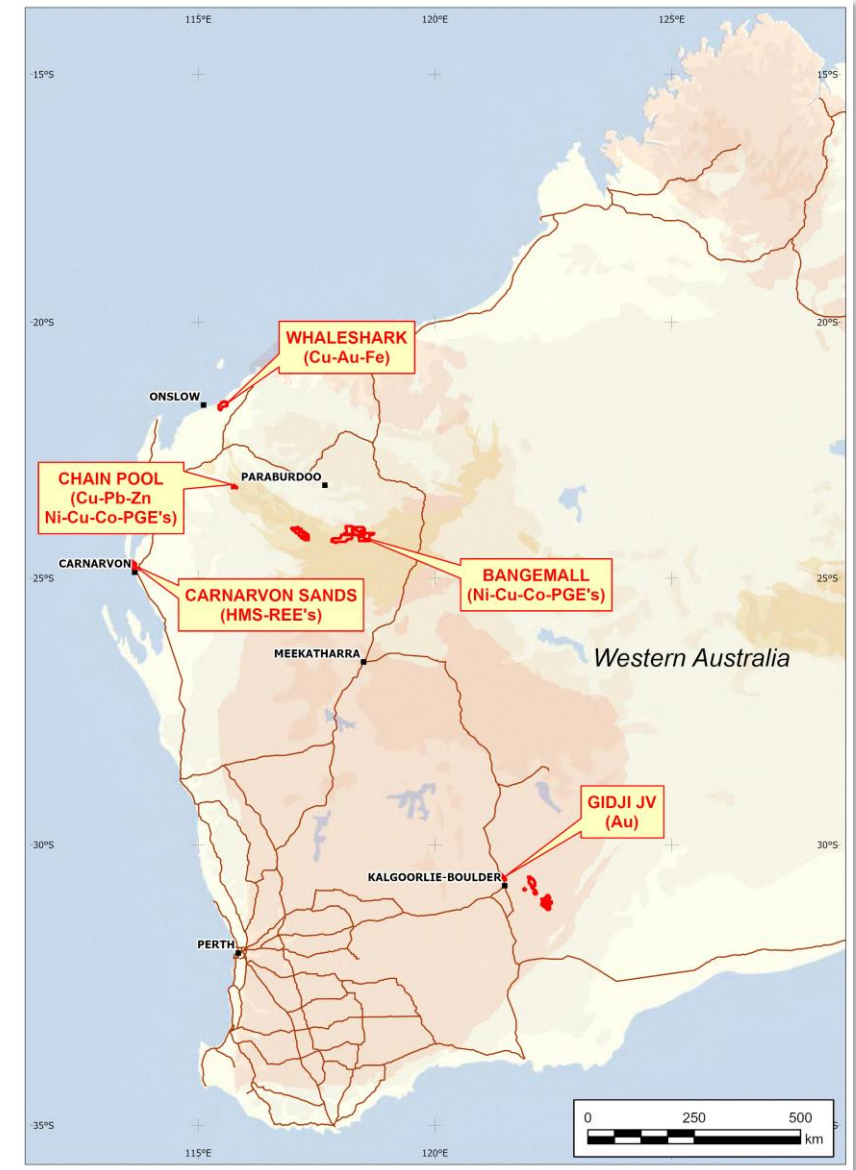 115°E
120°E
125°E
15°S
15°S
20°S
20°S
WHALESHARK
(Cu-Au-Fe)
ONSLOW
CHAIN POOL
(Cu-Pb-Zn
Ni-Cu-Co-PGE's)
PARABURDOO
CARNARVON
25°S
25°S
CARNARVON SANDS
(HMS-REE's)
BANGEMALL
(Ni-Cu-Co-PGE's)
MEEKATHARRA
Western Australia
GIDJI JV
(Au)
30°S
30°S
KALGOORLIE-BOULDER
PERTH
0 250 500
km
35°S
115°E
120°E